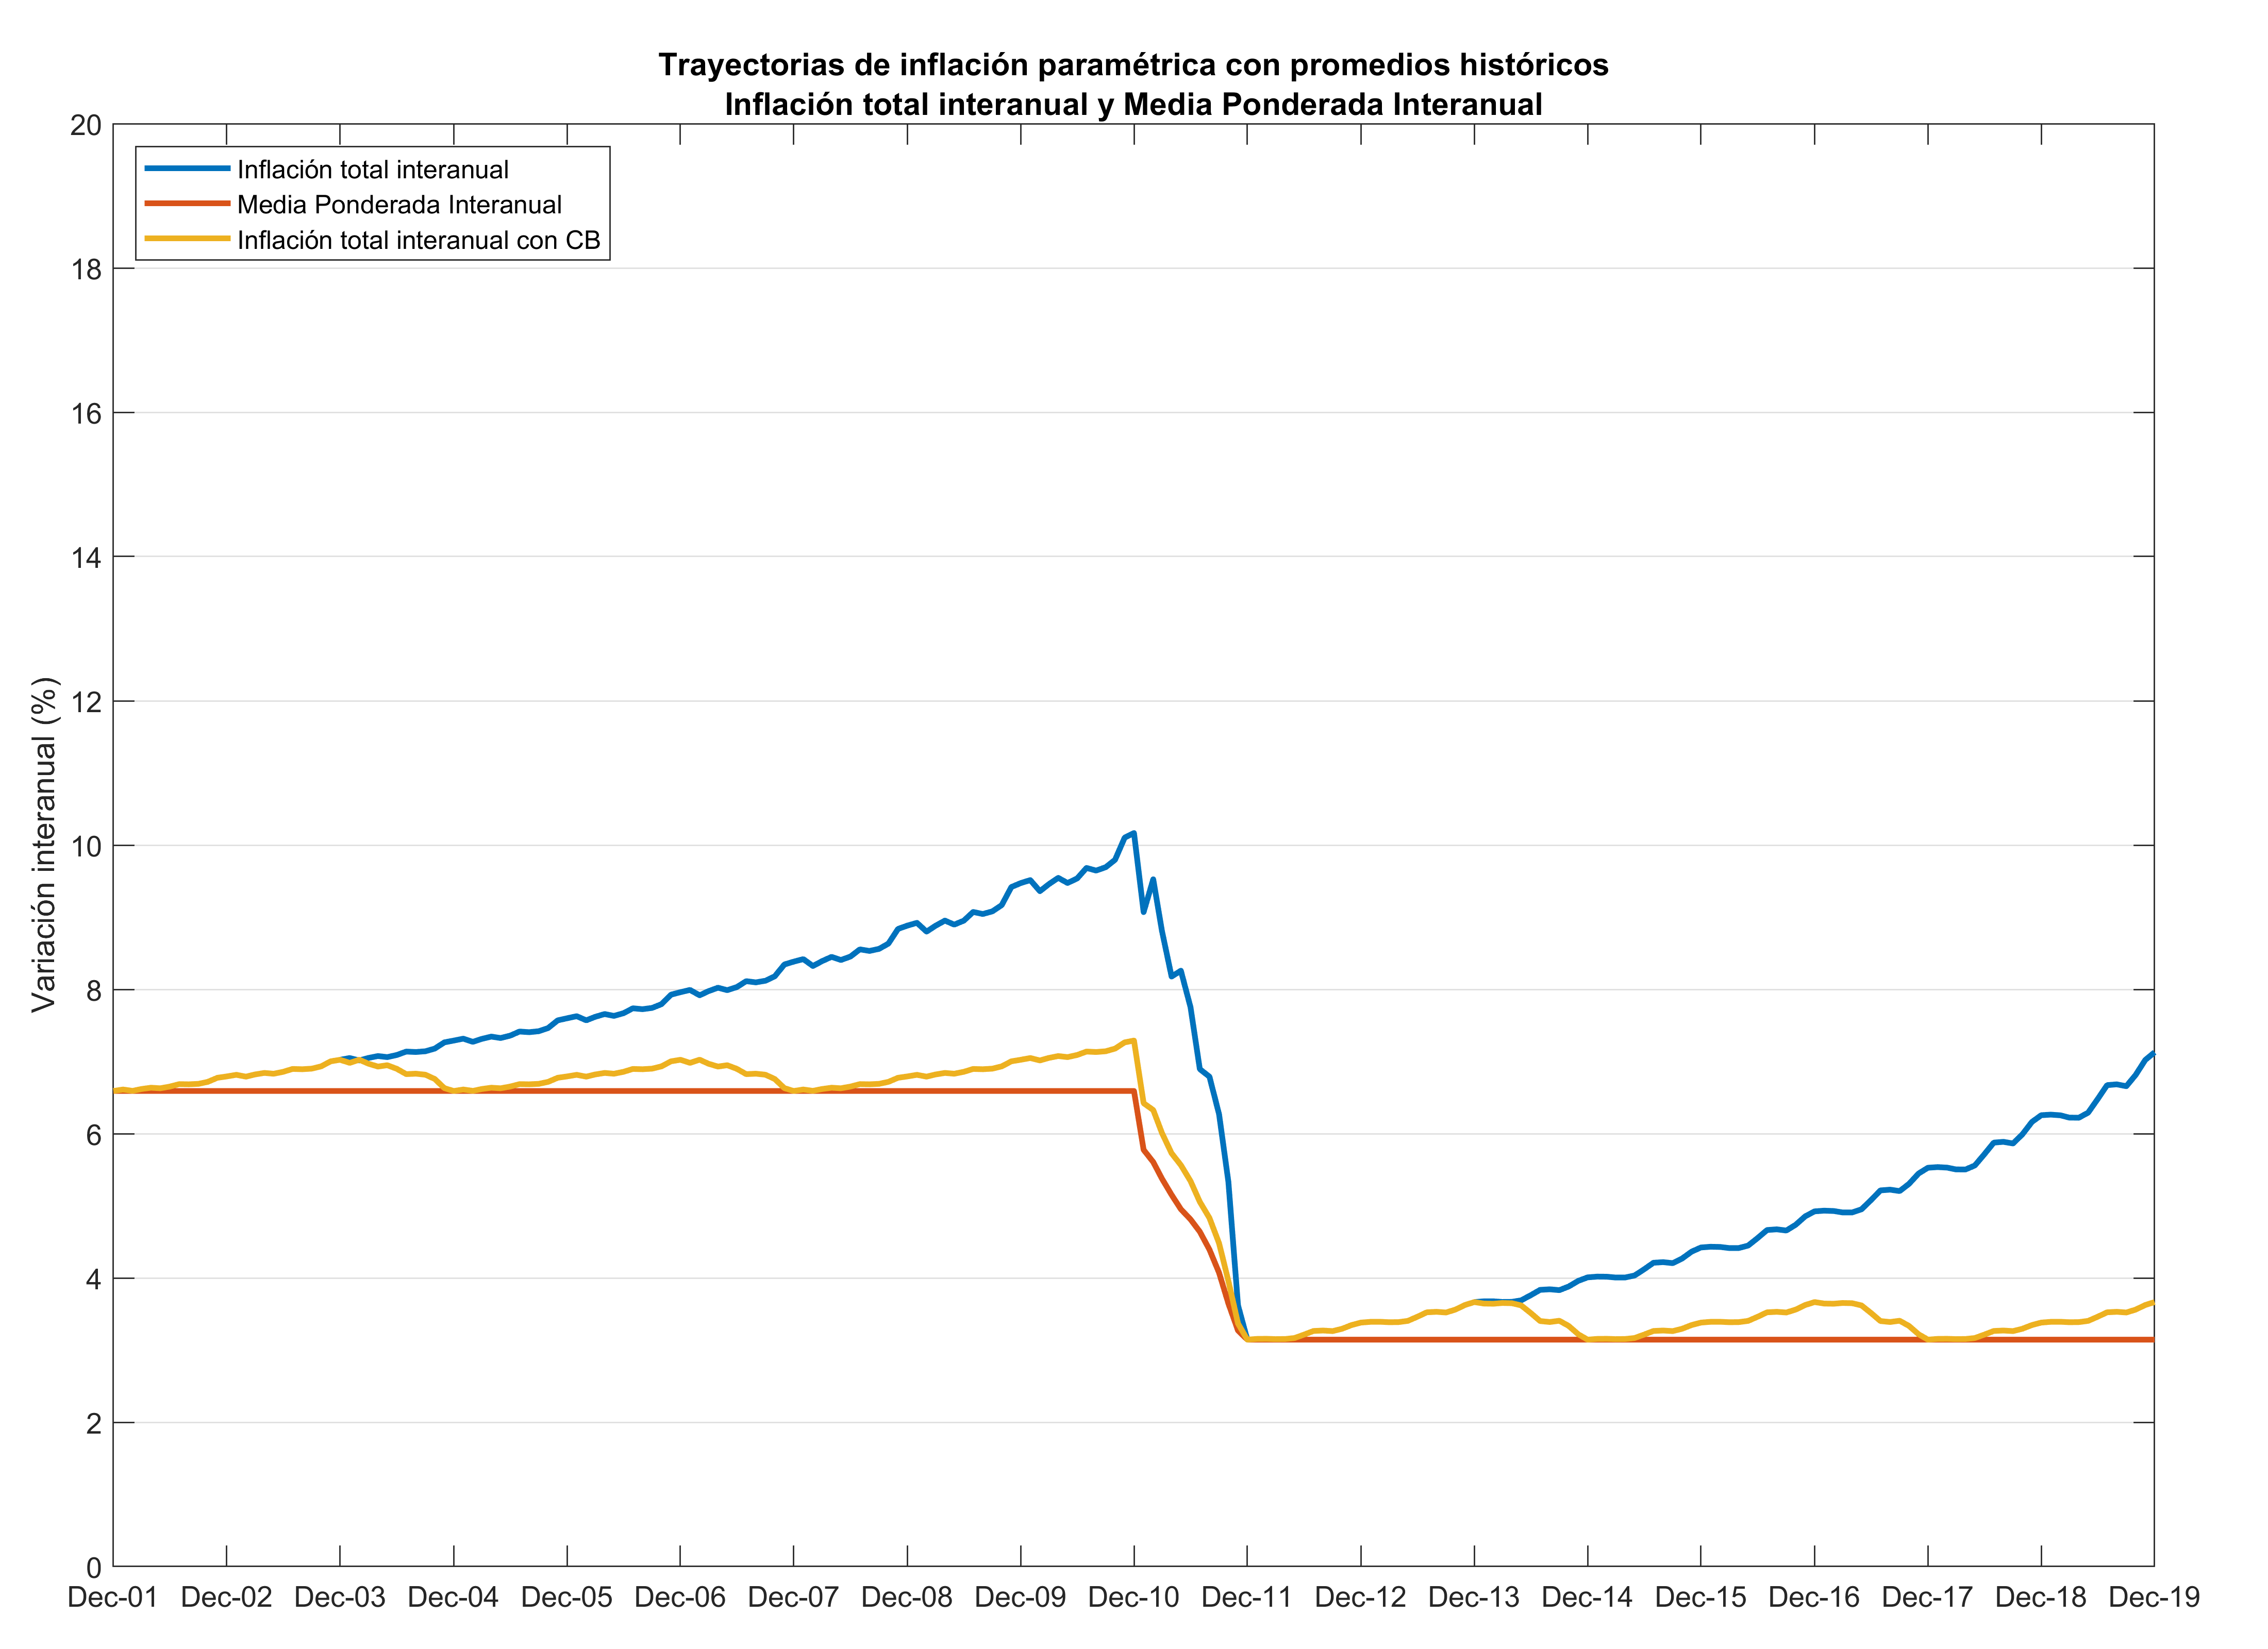 Trayectorias de inflación paramétrica con promedios históricos
Inflación total interanual y Media Ponderada Interanual
Inflación total interanual
Media Ponderada Interanual
Inflación total interanual con CB
Variación interanual (%)
20
18
16
14
12
10
8
6
4
2
0
Dec-01 Dec-02 Dec-03 Dec-04 Dec-05 Dec-06 Dec-07 Dec-08 Dec-09 Dec-10 Dec-11 Dec-12 Dec-13 Dec-14 Dec-15 Dec-16 Dec-17 Dec-18 Dec-19